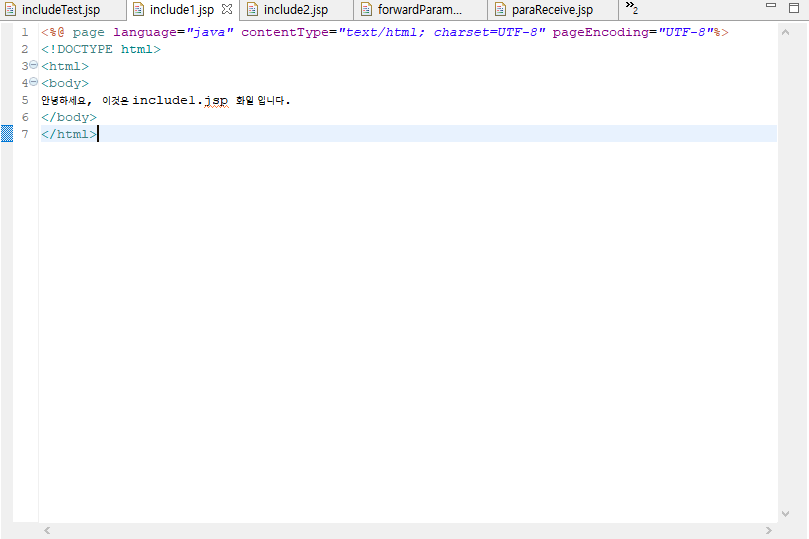 includeTest.jsp include1.jsp include2.jsp forwardParam... paraReceive.jsp »2
1 <%@ page language="java" contentType="text/html; charset=UTF-8" pageEncoding="UTF-8"%>
2 <!DOCTYPE html>
3 <html>
4 <body>
5 안녕하세요, 이것은 include1.jsp 화일 입니다.
6 </body>
7 </html>